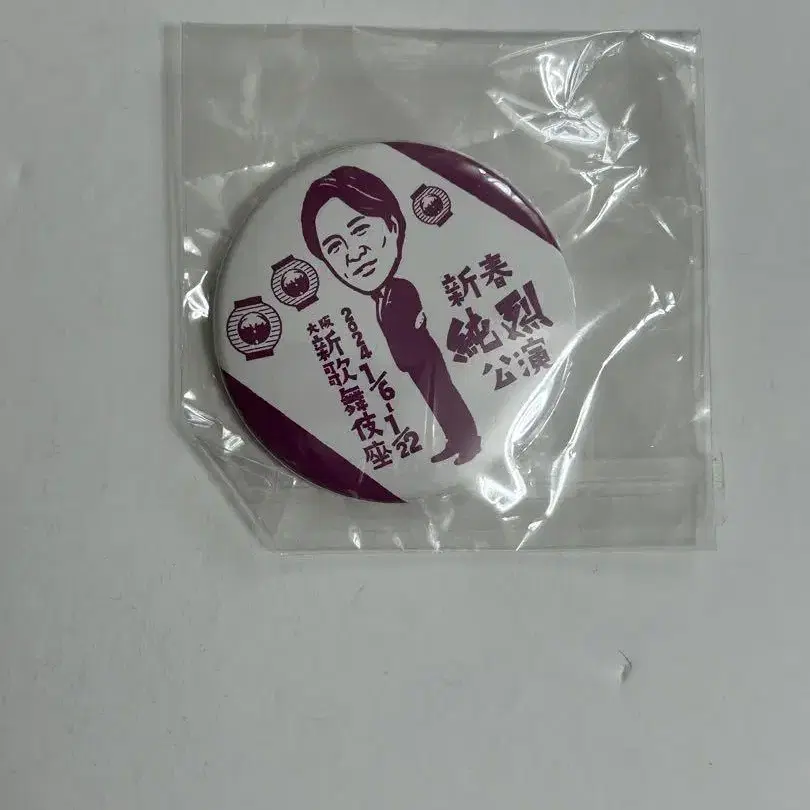 新春
純烈
公演
2024 1/6-1/22
大阪
新歌舞伎座